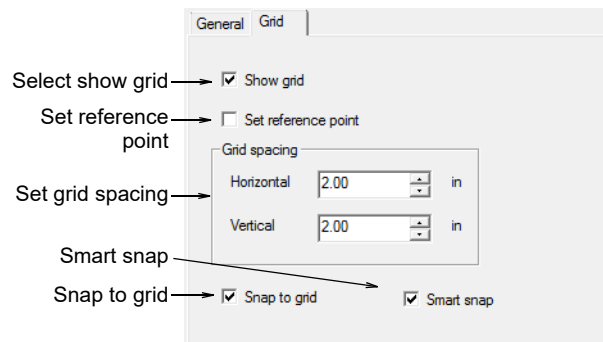 General Grid
Select show grid Show grid
Set reference Set reference point
point
Grid spacing
Horizontal 2.00 in
Set grid spacing
Vertical 2.00 in
Smart snap
Snap to grid Snap to grid Smart snap